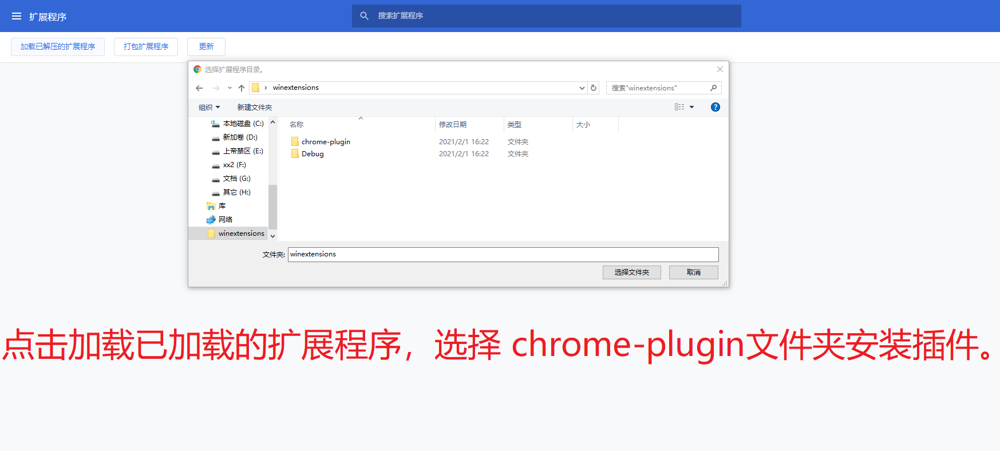 扩展程序
搜索扩展程序
加载已解压的扩展程序 打包扩展程序 更新
选择扩展程序目录。
winextensions 搜索"winextensions"
组织 新建文件夹
名称 修改日期 类型 大小
本地磁盘 (C:)
新加卷 (D:)
上帝禁区 (E:)
xx2 (F:)
文档 (G:)
其它 (H:)
库
网络
winextensions
chrome-plugin 2021/2/1 16:22 文件夹
Debug 2021/2/1 16:22 文件夹
文件夹: winextensions
选择文件夹 取消
点击加载已加载的扩展程序，选择 chrome-plugin文件夹安装插件。